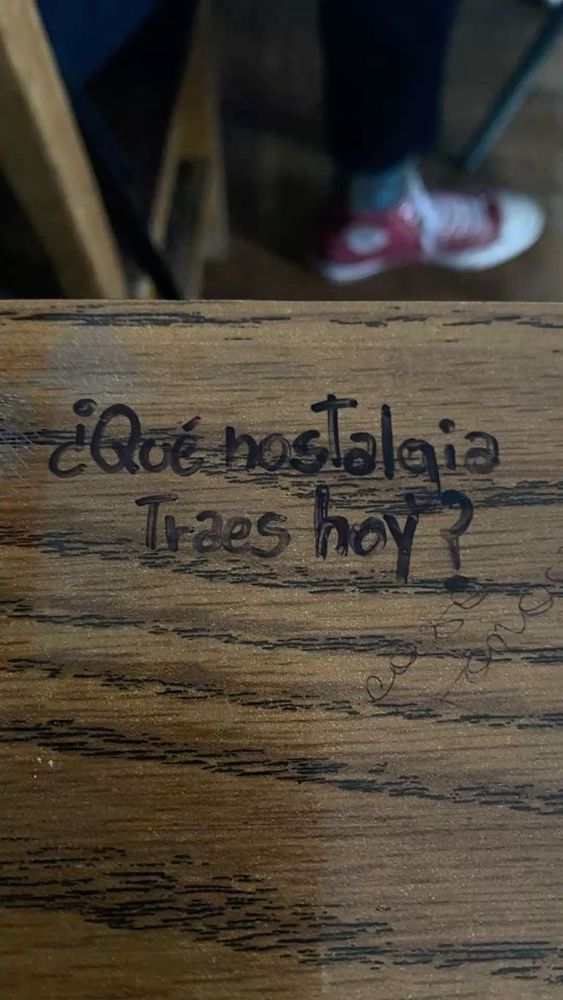 ¿Qué nostalgia
Traes hoy?